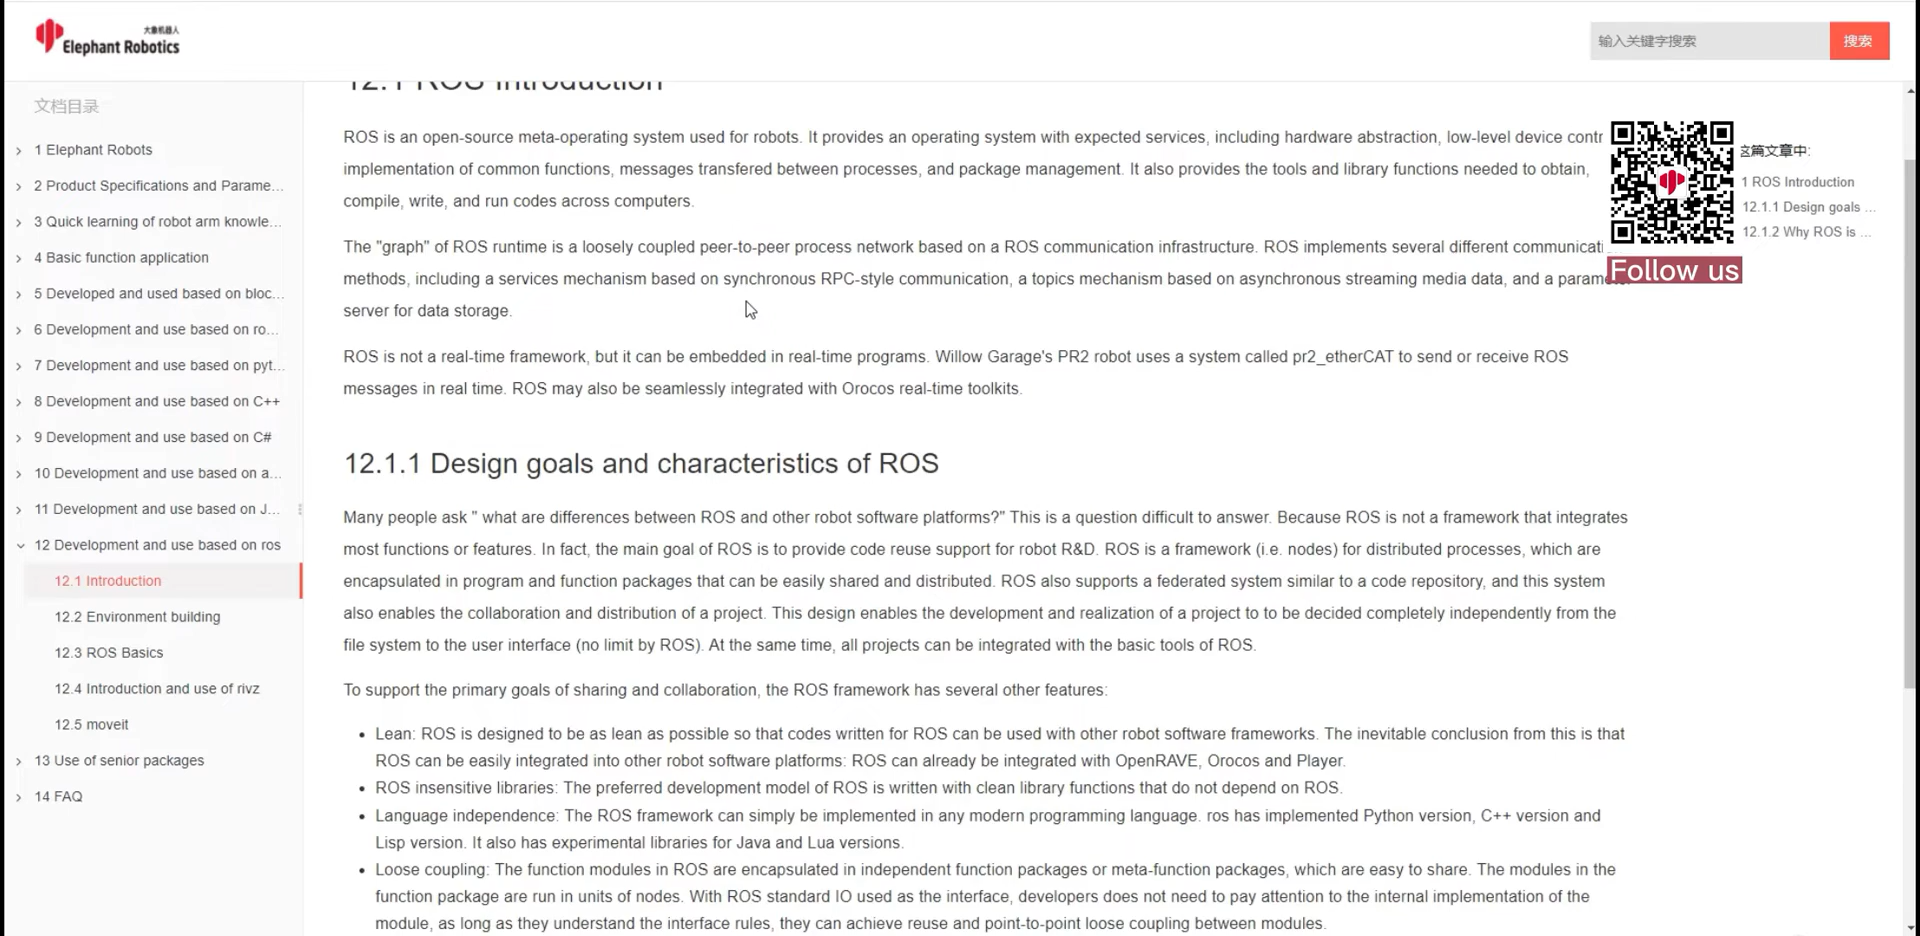 大象机器人
Elephant Robotics
输入关键字搜索
搜索
文档目录
1 Elephant Robots
2 Product Specifications and Parame...
3 Quick learning of robot arm knowle...
4 Basic function application
5 Developed and used based on bloc...
6 Development and use based on ro...
7 Development and use based on pyt...
8 Development and use based on C++
9 Development and use based on C#
10 Development and use based on a...
11 Development and use based on J...
12 Development and use based on ros
12.1 Introduction
12.2 Environment building
12.3 ROS Basics
12.4 Introduction and use of rivz
12.5 moveit
13 Use of senior packages
14 FAQ
12.1 ROS Introduction
ROS is an open-source meta-operating system used for robots. It provides an operating system with expected services, including hardware abstraction, low-level device contr
implementation of common functions, messages transfered between processes, and package management. It also provides the tools and library functions needed to obtain,
compile, write, and run codes across computers.
The "graph" of ROS runtime is a loosely coupled peer-to-peer process network based on a ROS communication infrastructure. ROS implements several different communicati
methods, including a services mechanism based on synchronous RPC-style communication, a topics mechanism based on asynchronous streaming media data, and a parame
server for data storage.
ROS is not a real-time framework, but it can be embedded in real-time programs. Willow Garage's PR2 robot uses a system called pr2_etherCAT to send or receive ROS
messages in real time. ROS may also be seamlessly integrated with Orocos real-time toolkits.
12.1.1 Design goals and characteristics of ROS
Many people ask " what are differences between ROS and other robot software platforms?" This is a question difficult to answer. Because ROS is not a framework that integrates
most functions or features. In fact, the main goal of ROS is to provide code reuse support for robot R&D. ROS is a framework (i.e. nodes) for distributed processes, which are
encapsulated in program and function packages that can be easily shared and distributed. ROS also supports a federated system similar to a code repository, and this system
also enables the collaboration and distribution of a project. This design enables the development and realization of a project to to be decided completely independently from the
file system to the user interface (no limit by ROS). At the same time, all projects can be integrated with the basic tools of ROS.
To support the primary goals of sharing and collaboration, the ROS framework has several other features:
• Lean: ROS is designed to be as lean as possible so that codes written for ROS can be used with other robot software frameworks. The inevitable conclusion from this is that
ROS can be easily integrated into other robot software platforms: ROS can already be integrated with OpenRAVE, Orocos and Player.
• ROS insensitive libraries: The preferred development model of ROS is written with clean library functions that do not depend on ROS.
• Language independence: The ROS framework can simply be implemented in any modern programming language. ros has implemented Python version, C++ version and
Lisp version. It also has experimental libraries for Java and Lua versions.
• Loose coupling: The function modules in ROS are encapsulated in independent function packages or meta-function packages, which are easy to share. The modules in the
function package are run in units of nodes. With ROS standard IO used as the interface, developers does not need to pay attention to the internal implementation of the
module, as long as they understand the interface rules, they can achieve reuse and point-to-point loose coupling between modules.
这篇文章中:
1 ROS Introduction
12.1.1 Design goals ...
12.1.2 Why ROS is ...
Follow us